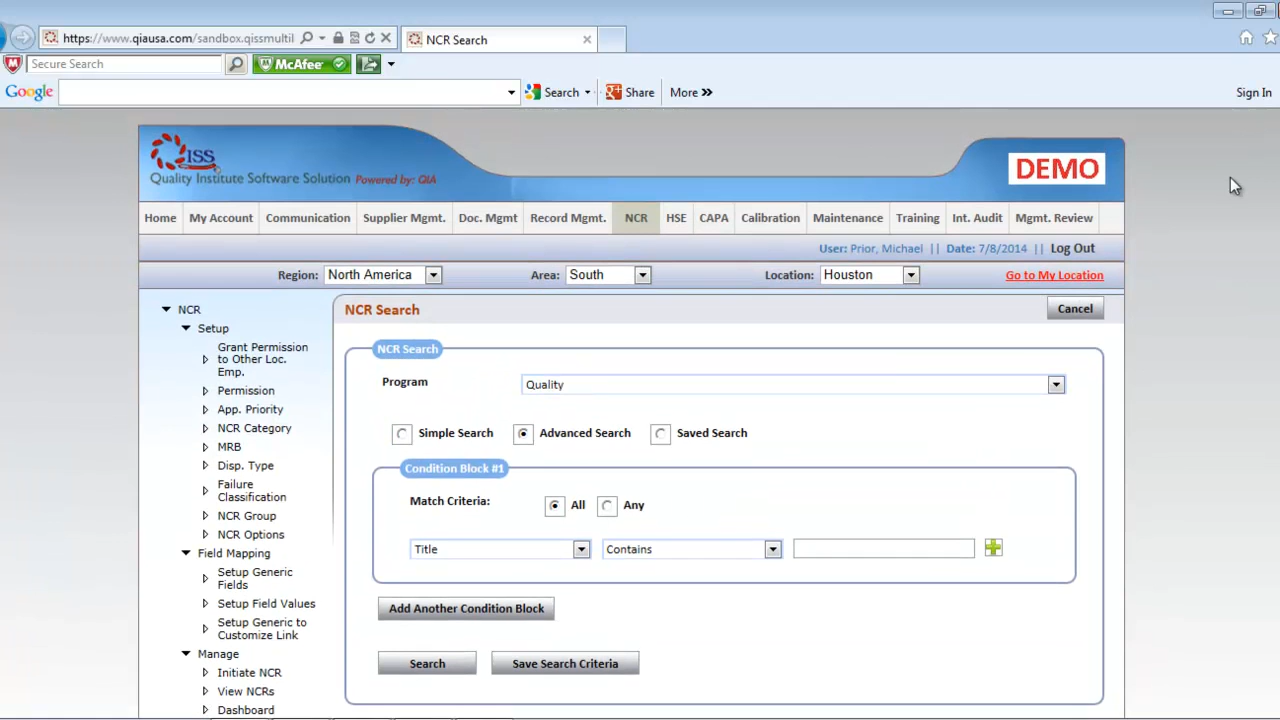 https://www.qiausa.com/sandbox.qissmultil
NCR Search
Secure Search
McAfee
Google
Search
Share
More »
Sign In
ISS
Quality Institute Software Solution Powered by: QIA
DEMO
Home My Account Communication Supplier Mgmt. Doc. Mgmt Record Mgmt. NCR HSE CAPA Calibration Maintenance Training Int. Audit Mgmt. Review
User: Prior, Michael || Date: 7/8/2014 || Log Out
Region: North America Area: South Location: Houston Go to My Location
NCR
Setup
Grant Permission
to Other Loc.
Emp.
Permission
App. Priority
NCR Category
MRB
Disp. Type
Failure
Classification
NCR Group
NCR Options
Field Mapping
Setup Generic
Fields
Setup Field Values
Setup Generic to
Customize Link
Manage
Initiate NCR
View NCRs
Dashboard
NCR Search
Cancel
NCR Search
Program Quality
Simple Search Advanced Search Saved Search
Condition Block #1
Match Criteria: All Any
Title Contains
Add Another Condition Block
Search Save Search Criteria